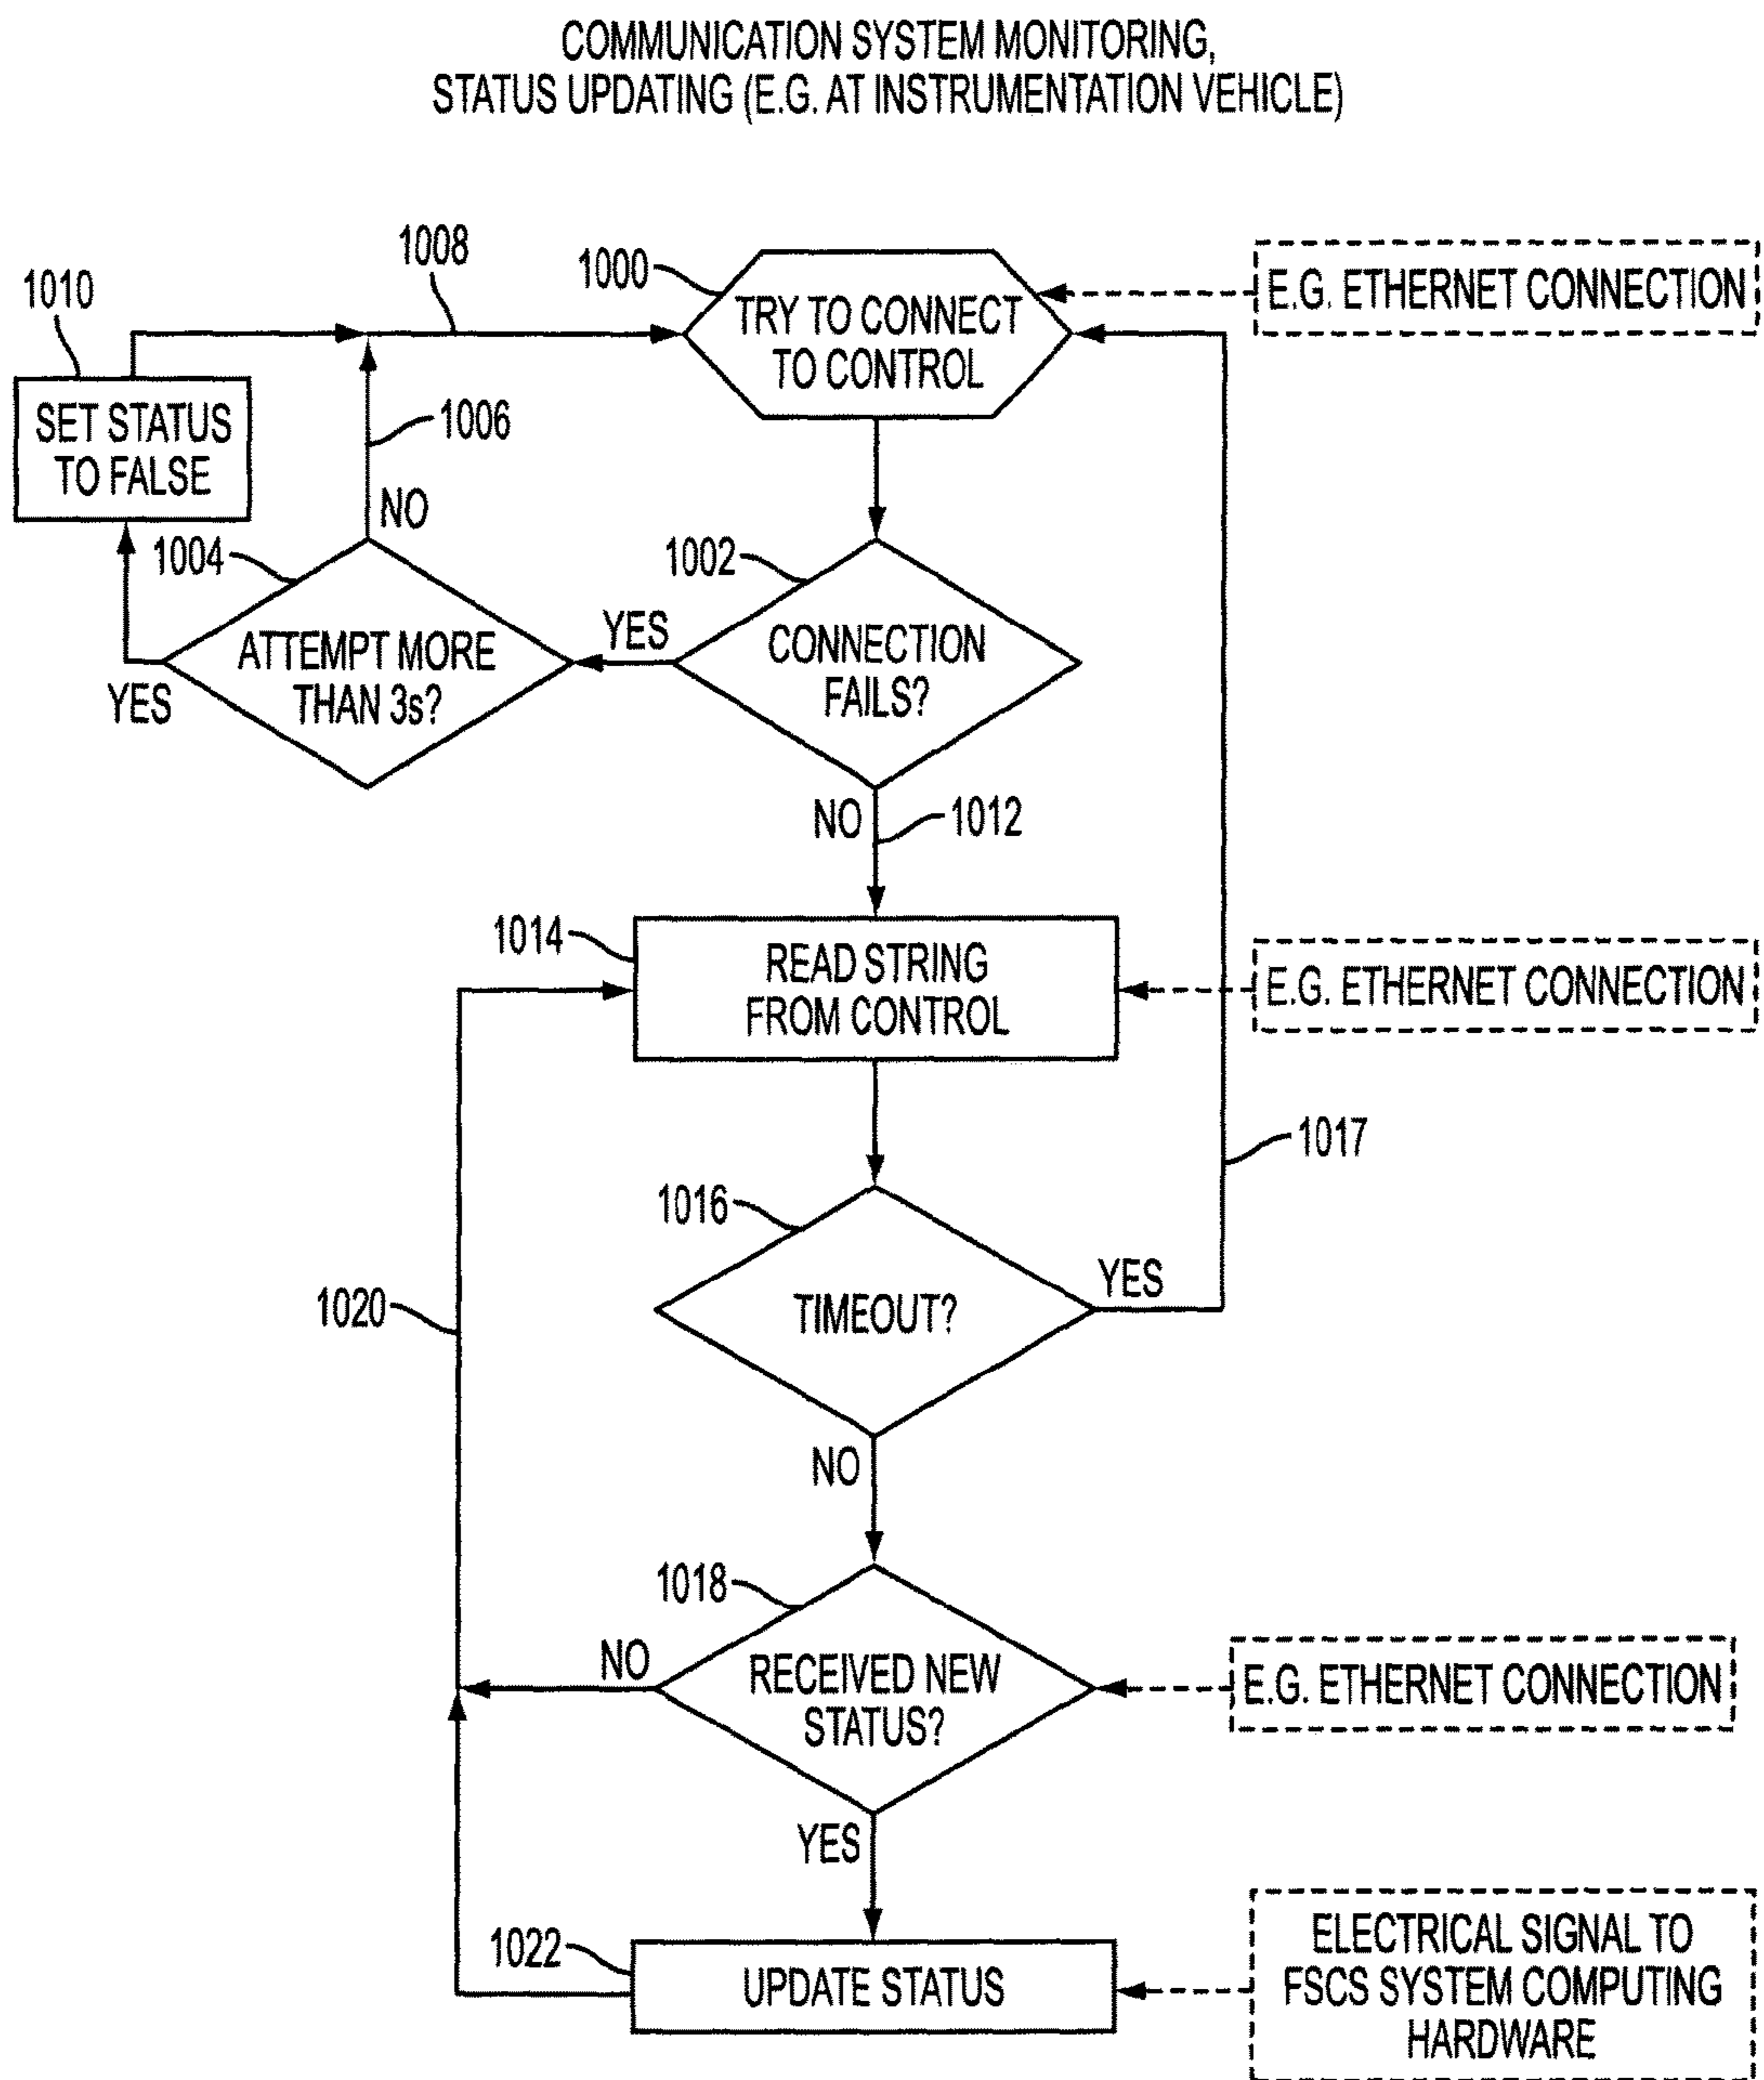 COMMUNICATION SYSTEM MONITORING,
STATUS UPDATING (E.G. AT INSTRUMENTATION VEHICLE)
1008
1000
E.G. ETHERNET CONNECTION
1010
TRY TO CONNECT
TO CONTROL
SET STATUS
TO FALSE
1006
NO
1004
1002
YES
ATTEMPT MORE
THAN 3s?
CONNECTION
FAILS?
YES
NO
1012
1014
READ STRING
FROM CONTROL
E.G. ETHERNET CONNECTION
1017
1016
YES
TIMEOUT?
1020
NO
1018
NO
RECEIVED NEW
STATUS?
E.G. ETHERNET CONNECTION
YES
1022
UPDATE STATUS
ELECTRICAL SIGNAL TO
FSCS SYSTEM COMPUTING
HARDWARE